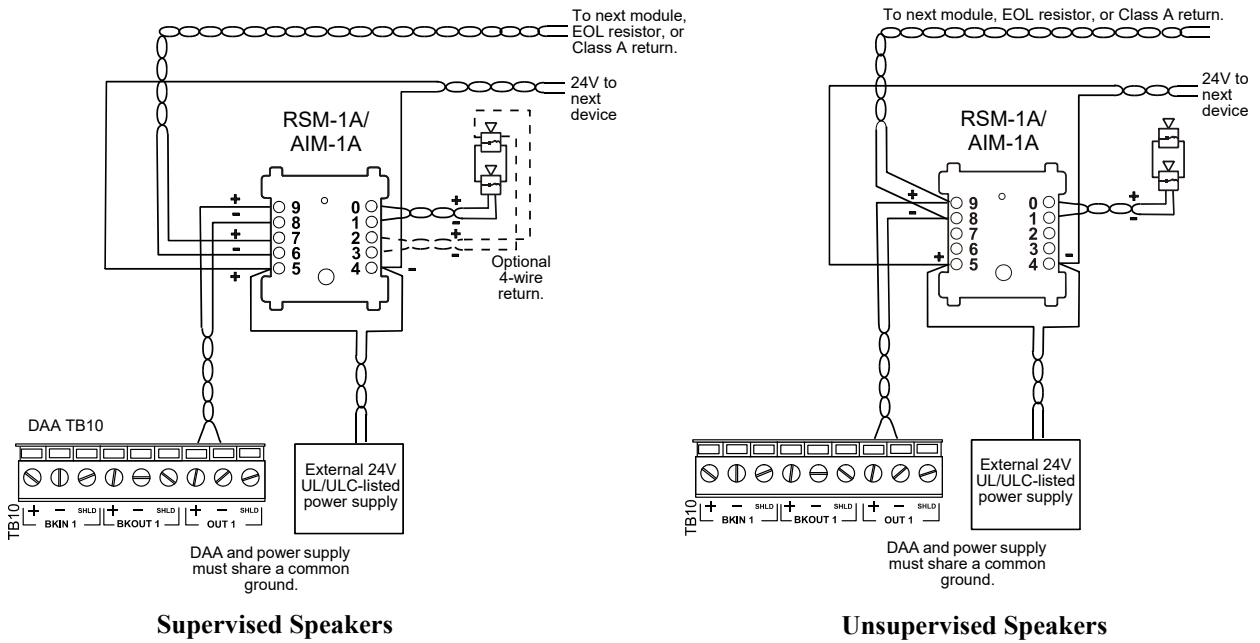 To next module,
EOL resistor, or
Class A return.
24V to
next
device
RSM-1A/
AIM-1A
+
-
+
-
+
9
8
7
6
5
0
1
2
3
4
+
-
+
-
-
Optional
4-wire
return.
DAA TB10
TB10
+ - SHLD + - SHLD + - SHLD
BKIN 1 BKOUT 1 OUT 1
External 24V
UL/ULC-listed
power supply
DAA and power supply
must share a common
ground.
Supervised Speakers
To next module, EOL resistor, or Class A return.
24V to
next
device
RSM-1A/
AIM-1A
+
-
+
9
8
7
6
5
0
1
2
3
4
+
-
-
TB10
+ - SHLD + - SHLD + - SHLD
BKIN 1 BKOUT 1 OUT 1
External 24V
UL/ULC-listed
power supply
DAA and power supply
must share a common
ground.
Unsupervised Speakers